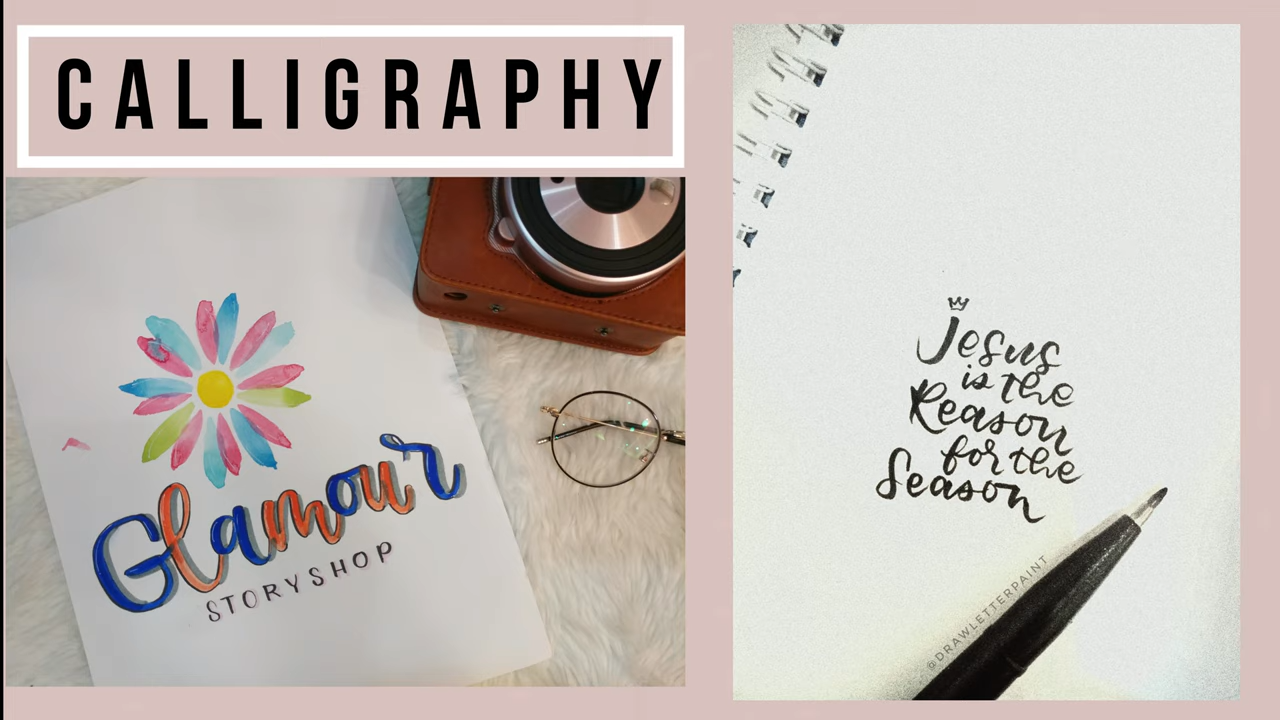 CALLIGRAPHY
Glamour
STORYSHOP
Jesus
is the
Reason
for the
Season
@DRAWLETTERPAINT